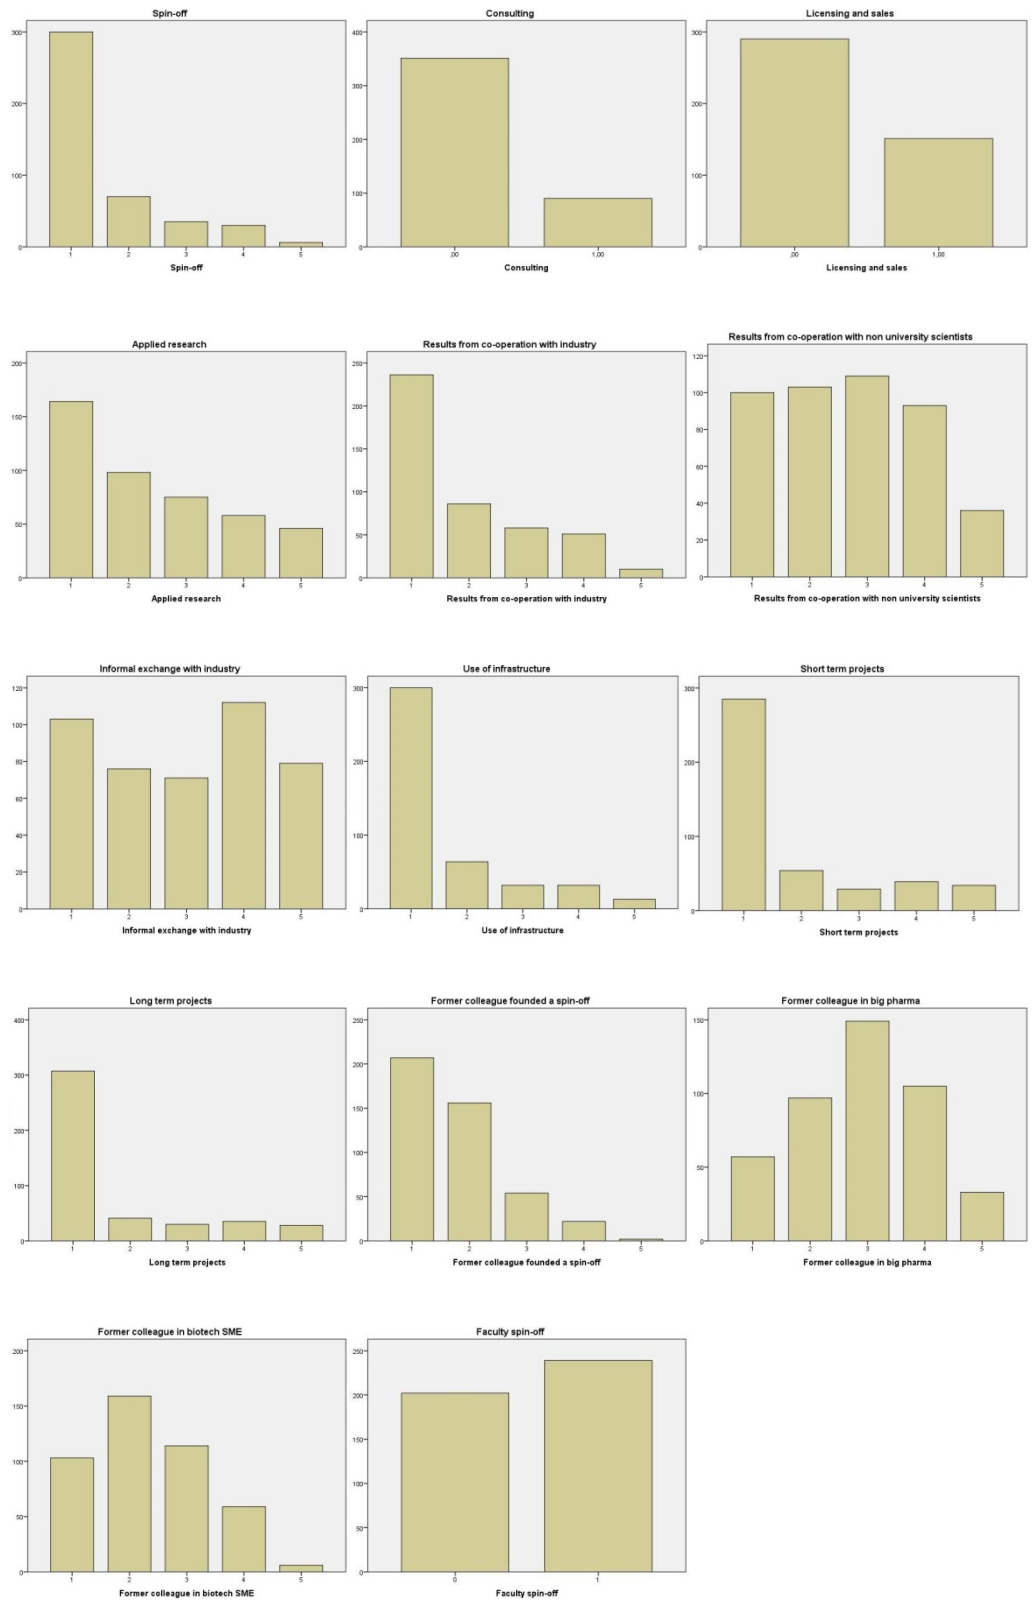 Spin-off
300
200
100
0
1 2 3 4 5
Spin-off
Consulting
400
300
200
100
0
,00 1,00
Consulting
Licensing and sales
300
200
100
0
,00 1,00
Licensing and sales
Applied research
200
150
100
50
0
1 2 3 4 5
Applied research
Results from co-operation with industry
250
200
150
100
50
0
1 2 3 4 5
Results from co-operation with industry
Results from co-operation with non university scientists
120
100
80
60
40
20
0
1 2 3 4 5
Results from co-operation with non university scientists
Informal exchange with industry
120
100
80
60
40
20
0
1 2 3 4 5
Informal exchange with industry
Use of infrastructure
300
200
100
0
1 2 3 4 5
Use of infrastructure
Short term projects
300
200
100
0
1 2 3 4 5
Short term projects
Long term projects
400
300
200
100
0
1 2 3 4 5
Long term projects
Former colleague founded a spin-off
250
200
150
100
50
0
1 2 3 4 5
Former colleague founded a spin-off
Former colleague in big pharma
150
100
50
0
1 2 3 4 5
Former colleague in big pharma
Former colleague in biotech SME
200
150
100
50
0
1 2 3 4 5
Former colleague in biotech SME
Faculty spin-off
250
200
150
100
50
0
0 1
Faculty spin-off